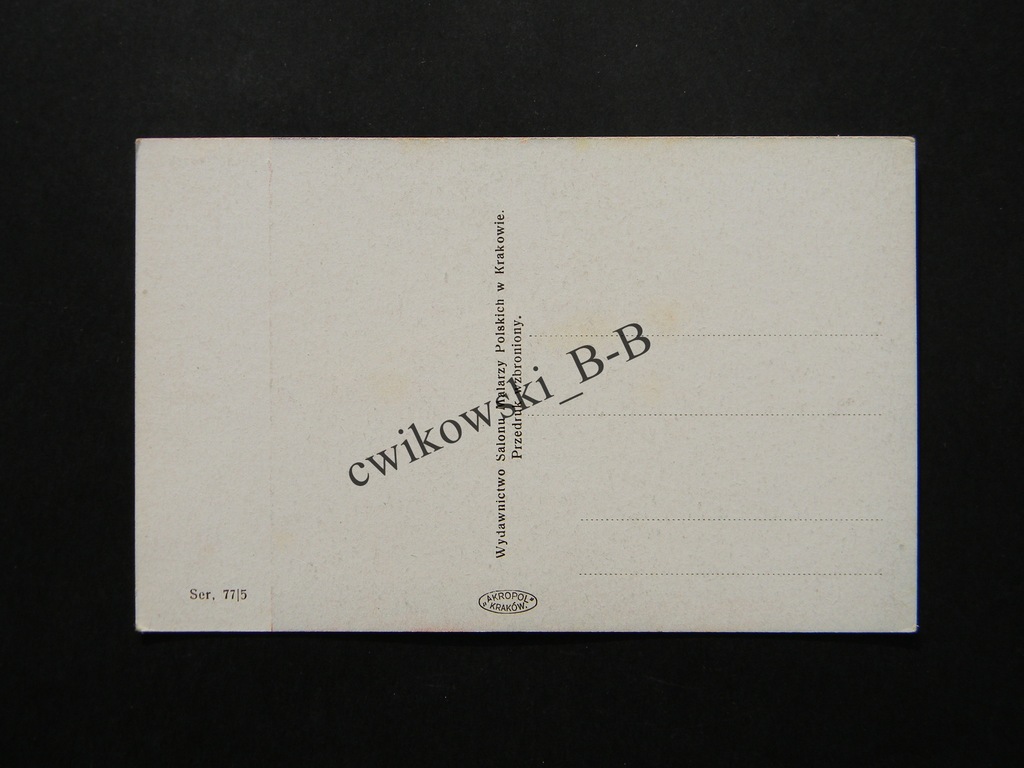 Wydawnictwo Salonu Malarzy Polskich w Krakowie.
Przedruk wzbroniony.
cwikowski_B-B
Ser, 77|5
"AKROPOL"
KRAKÓW.